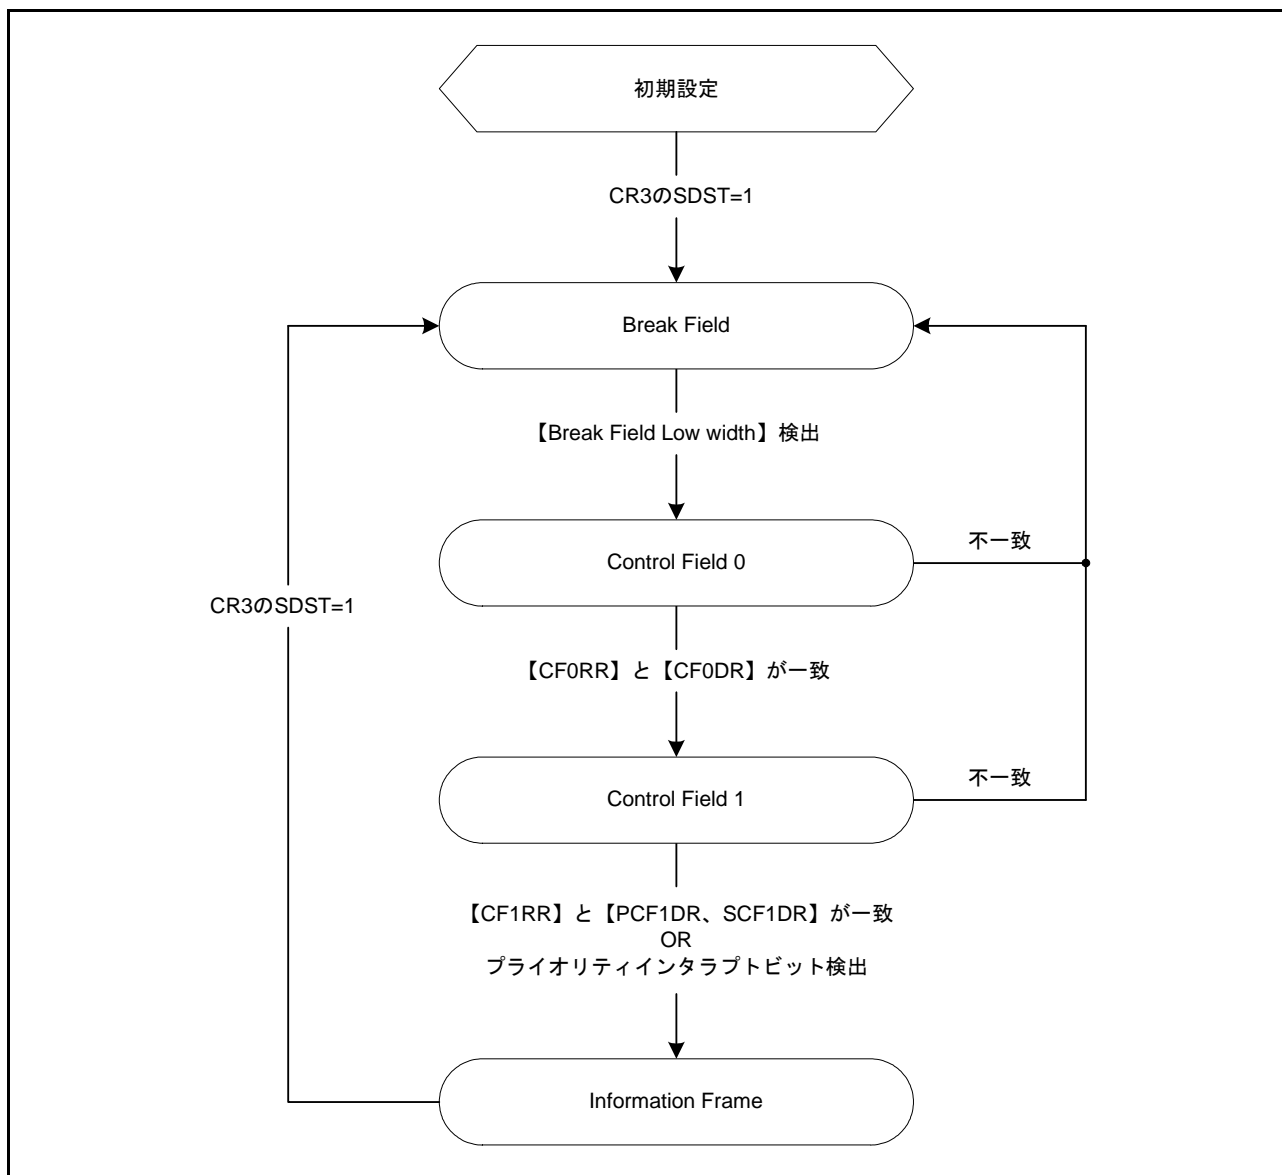 初期設定
CR3のSDST=1
Break Field
【Break Field Low width】検出
Control Field 0
不一致
CR3のSDST=1
【CF0RR】と【CF0DR】が一致
Control Field 1
不一致
【CF1RR】と【PCF1DR、SCF1DR】が一致
OR
プライオリティインタラプトビット検出
Information Frame